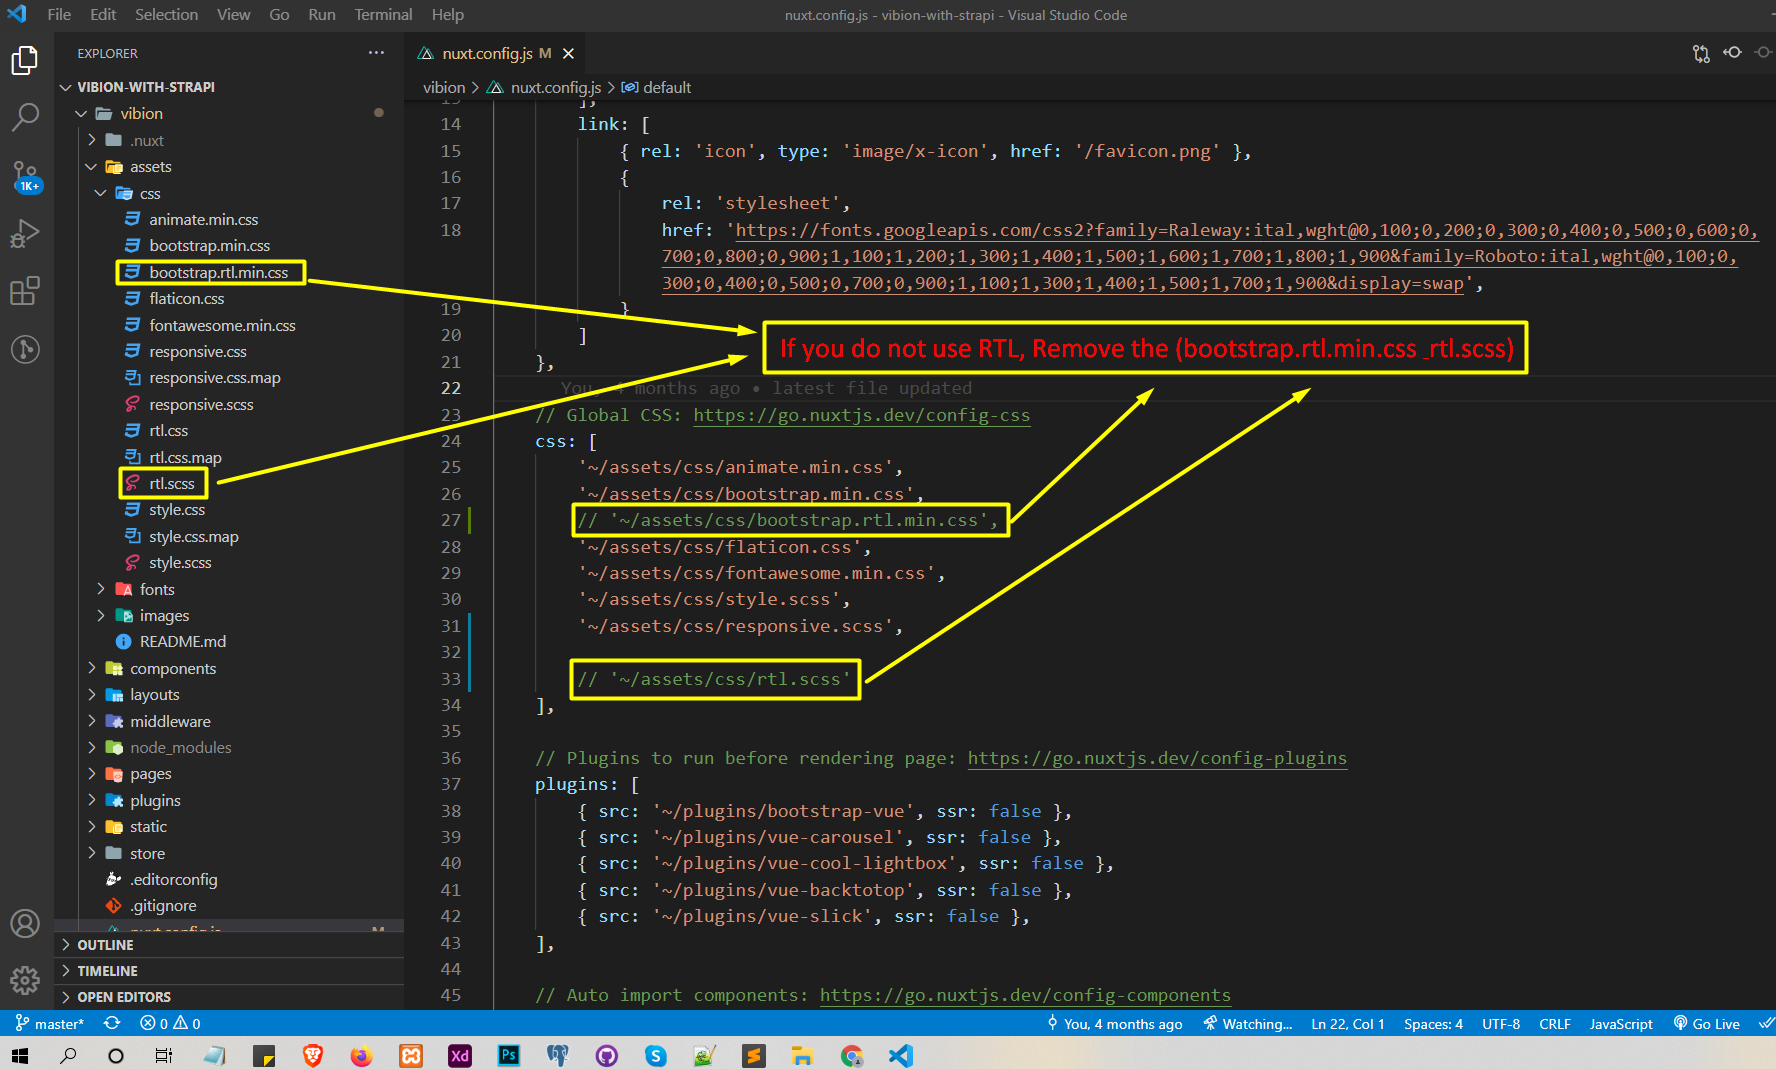 File Edit Selection View Go Run Terminal Help
nuxt.config.js - vibion-with-strapi - Visual Studio Code
EXPLORER
VIBION-WITH-STRAPI
vibion
.nuxt
assets
css
animate.min.css
bootstrap.min.css
bootstrap.rtl.min.css
flaticon.css
fontawesome.min.css
responsive.css
responsive.css.map
responsive.scss
rtl.css
rtl.css.map
rtl.scss
style.css
style.css.map
style.scss
fonts
images
README.md
components
layouts
middleware
node_modules
pages
plugins
static
store
.editorconfig
.gitignore
nuxt.config.js M
OUTLINE
TIMELINE
OPEN EDITORS
1K+
nuxt.config.js M
vibion > nuxt.config.js > default
13 ],
14 link: [
15 { rel: 'icon', type: 'image/x-icon', href: '/favicon.png' },
16 {
17 rel: 'stylesheet',
18 href: 'https://fonts.googleapis.com/css2?family=Raleway:ital,wght@0,100;0,200;0,300;0,400;0,500;0,600;0,
700;0,800;0,900;1,100;1,200;1,300;1,400;1,500;1,600;1,700;1,800;1,900&family=Roboto:ital,wght@0,100;0,
300;0,400;0,500;0,700;0,900;1,100;1,300;1,400;1,500;1,700;1,900&display=swap',
19 }
20 ]
If you do not use RTL, Remove the (bootstrap.rtl.min.css _rtl.scss)
21 },
22 You, 4 months ago • latest file updated
23 // Global CSS: https://go.nuxtjs.dev/config-css
24 css: [
25 '~/assets/css/animate.min.css',
26 '~/assets/css/bootstrap.min.css',
27 // '~/assets/css/bootstrap.rtl.min.css',
28 '~/assets/css/flaticon.css',
29 '~/assets/css/fontawesome.min.css',
30 '~/assets/css/style.scss',
31 '~/assets/css/responsive.scss',
32
33 // '~/assets/css/rtl.scss'
34 ],
35
36 // Plugins to run before rendering page: https://go.nuxtjs.dev/config-plugins
37 plugins: [
38 { src: '~/plugins/bootstrap-vue', ssr: false },
39 { src: '~/plugins/vue-carousel', ssr: false },
40 { src: '~/plugins/vue-cool-lightbox', ssr: false },
41 { src: '~/plugins/vue-backtotop', ssr: false },
42 { src: '~/plugins/vue-slick', ssr: false },
43 ],
44
45 // Auto import components: https://go.nuxtjs.dev/config-components
master* 0 0 You, 4 months ago Watching... Ln 22, Col 1 Spaces: 4 UTF-8 CRLF JavaScript Go Live
Xd Ps